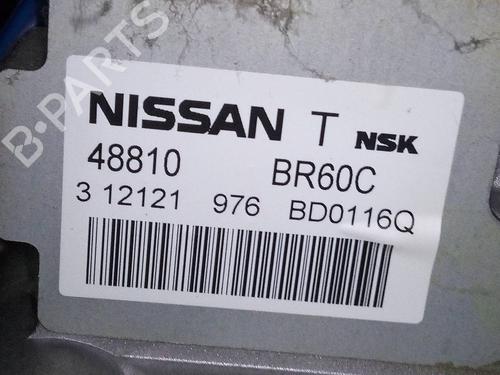 NISSAN T NSK
48810 BR60C
3 12121 976 BD0116Q
B-PARTS